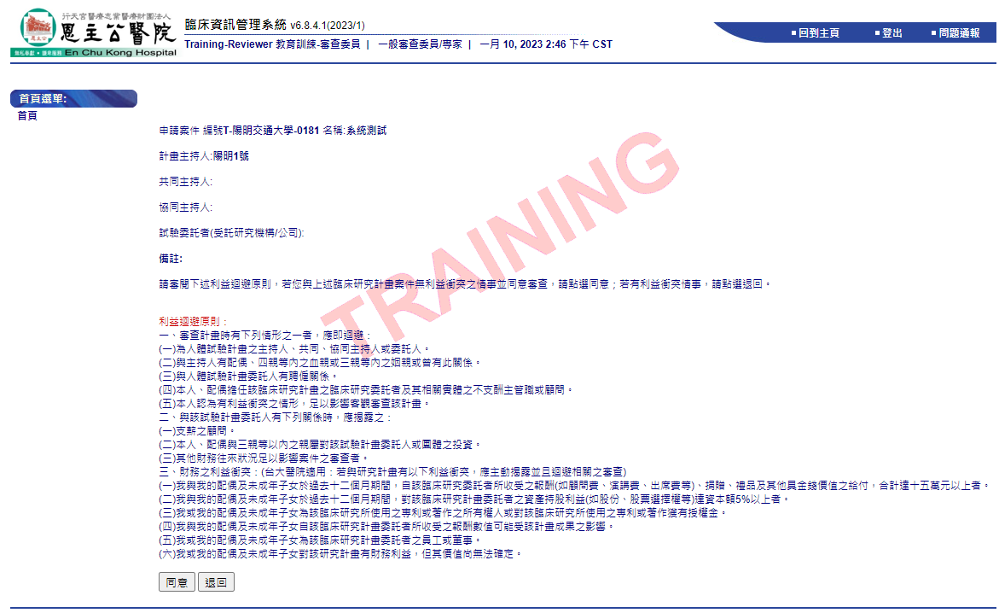 行天宮醫療志業醫療財團法人
恩主公醫院
En Chu Kong Hospital
臨床資訊管理系統 v6.8.4.1(2023/1)
Training-Reviewer 教育訓練-審查委員 | 一般審查委員/專家 | 一月 10, 2023 2:46 下午 CST
回到主頁 登出 問題通報
首頁選單:
首頁
申請案件 編號T-陽明交通大學-0181 名稱:系統測試
計畫主持人:陽明1號
共同主持人:
協同主持人:
試驗委託者(受託研究機構/公司):
備註:
請審閱下述利益迴避原則，若您與上述臨床研究計畫案件無利益衝突之情事並同意審查，請點選同意；若有利益衝突情事，請點選退回。
利益迴避原則：
一、審查計畫時有下列情形之一者，應即迴避：
(一)為人體試驗計畫之主持人、共同、協同主持人或委託人。
(二)與主持人有配偶、四親等內之血親或三親等內之姻親或曾有此關係。
(三)與人體試驗計畫委託人有聘僱關係。
(四)本人、配偶擔任該臨床研究計畫之臨床研究委託者及其相關實體之不支酬主管職或顧問。
(五)本人認為有利益衝突之情形，足以影響客觀審查該計畫。
二、與該試驗計畫委託人有下列關係時，應揭露之：
(一)支薪之顧問。
(二)本人、配偶與三親等以內之親屬對該試驗計畫委託人或團體之投資。
(三)其他財務往來狀況足以影響案件之審查者。
三、財務之利益衝突：(台大醫院適用：若與研究計畫有以下利益衝突，應主動揭露並且迴避相關之審查)
(一)我與我的配偶及未成年子女於過去十二個月期間，自該臨床研究委託者所收受之報酬(如顧問費、演講費、出席費等)、捐贈、禮品及其他具金錢價值之給付，合計達十五萬元以上者。
(二)我與我的配偶及未成年子女於過去十二個月期間，對該臨床研究計畫委託者之資產持股利益(如股份、股票選擇權等)達資本額5%以上者。
(三)我或我的配偶及未成年子女為該臨床研究所使用之專利或著作之所有權人或對該臨床研究所使用之專利或著作獲有授權金。
(四)我與我的配偶及未成年子女自該臨床研究計畫委託者所收受之報酬數值可能受該計畫成果之影響。
(五)我或我的配偶及未成年子女為該臨床研究計畫委託者之員工或董事。
(六)我或我的配偶及未成年子女對該研究計畫有財務利益，但其價值尚無法確定。
同意 退回
TRAINING